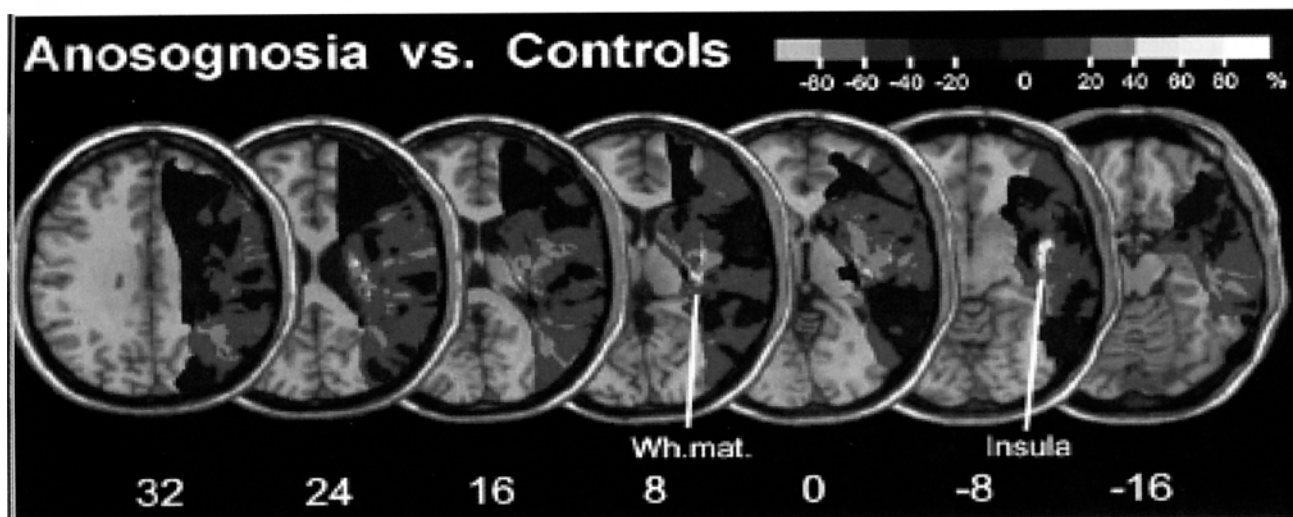 Anosognosia vs. Controls
-80 -60 -40 -20 0 20 40 60 80 %
Wh.mat. Insula
32 24 16 8 0 -8 -16